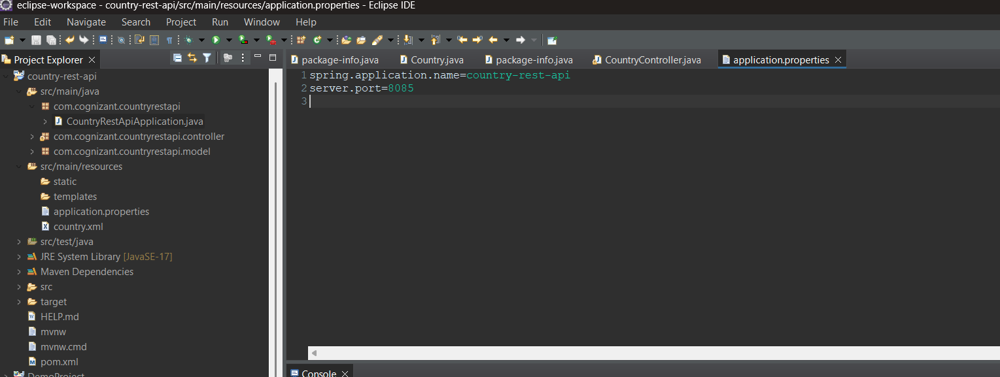 eclipse-workspace - country-rest-api/src/main/resources/application.properties - Eclipse IDE
File Edit Navigate Search Project Run Window Help
Project Explorer
package-info.java Country.java package-info.java CountryController.java application.properties
country-rest-api
src/main/java
com.cognizant.countryrestapi
CountryRestApiApplication.java
com.cognizant.countryrestapi.controller
com.cognizant.countryrestapi.model
src/main/resources
static
templates
application.properties
country.xml
src/test/java
JRE System Library [JavaSE-17]
Maven Dependencies
src
target
HELP.md
mvnw
mvnw.cmd
pom.xml
DemoProject
1 spring.application.name=country-rest-api
2 server.port=8085
3
Console